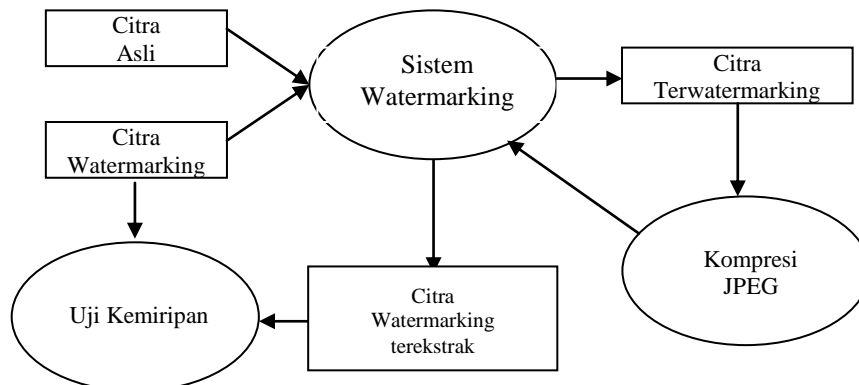 Citra
Asli
Sistem
Watermarking
Citra
Terwatermarking
Citra
Watermarking
Kompresi
JPEG
Uji Kemiripan
Citra
Watermarking
terekstrak